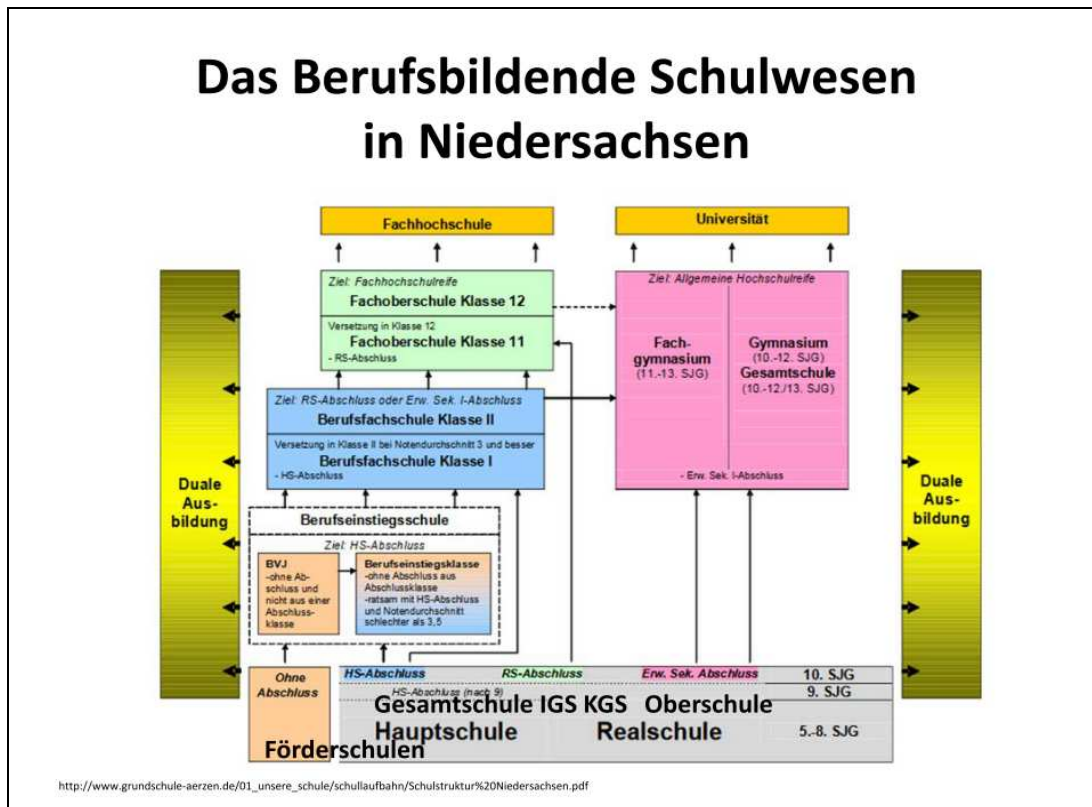 Das Berufsbildende Schulwesen
in Niedersachsen
Fachhochschule
Universität
Ziel: Fachhochschulreife
Fachoberschule Klasse 12
Versetzung in Klasse 12
Fachoberschule Klasse 11
- RS-Abschluss
Ziel: Allgemeine Hochschulreife
Fach-
gymnasium
(11.-13. SJG)
Gymnasium
(10.-12. SJG)
Gesamtschule
(10.-12./13. SJG)
- Erw. Sek. I-Abschluss
Ziel: RS-Abschluss oder Erw. Sek. I-Abschluss
Berufsfachschule Klasse II
Versetzung in Klasse II bei Notendurchschnitt 3 und besser
Berufsfachschule Klasse I
- HS-Abschluss
Duale
Aus-
bildung
Duale
Aus-
bildung
Berufseinstiegsschule
Ziel: HS-Abschluss
BVJ
-ohne Ab-
schluss und
nicht aus einer
Abschluss-
klasse
Berufseinstiegsklasse
-ohne Abschluss aus
Abschlussklasse
-ratsam mit HS-Abschluss
und Notendurchschnitt
schlechter als 3,5
Ohne
Abschluss
HS-Abschluss
RS-Abschluss
Erw. Sek. Abschluss
10. SJG
HS-Abschluss (nach 9)
9. SJG
Gesamtschule IGS KGS Oberschule
Hauptschule
Realschule
5.-8. SJG
Förderschulen
http://www.grundschule-aerzen.de/01_unsere_schule/schullaufbahn/Schulstruktur%20Niedersachsen.pdf